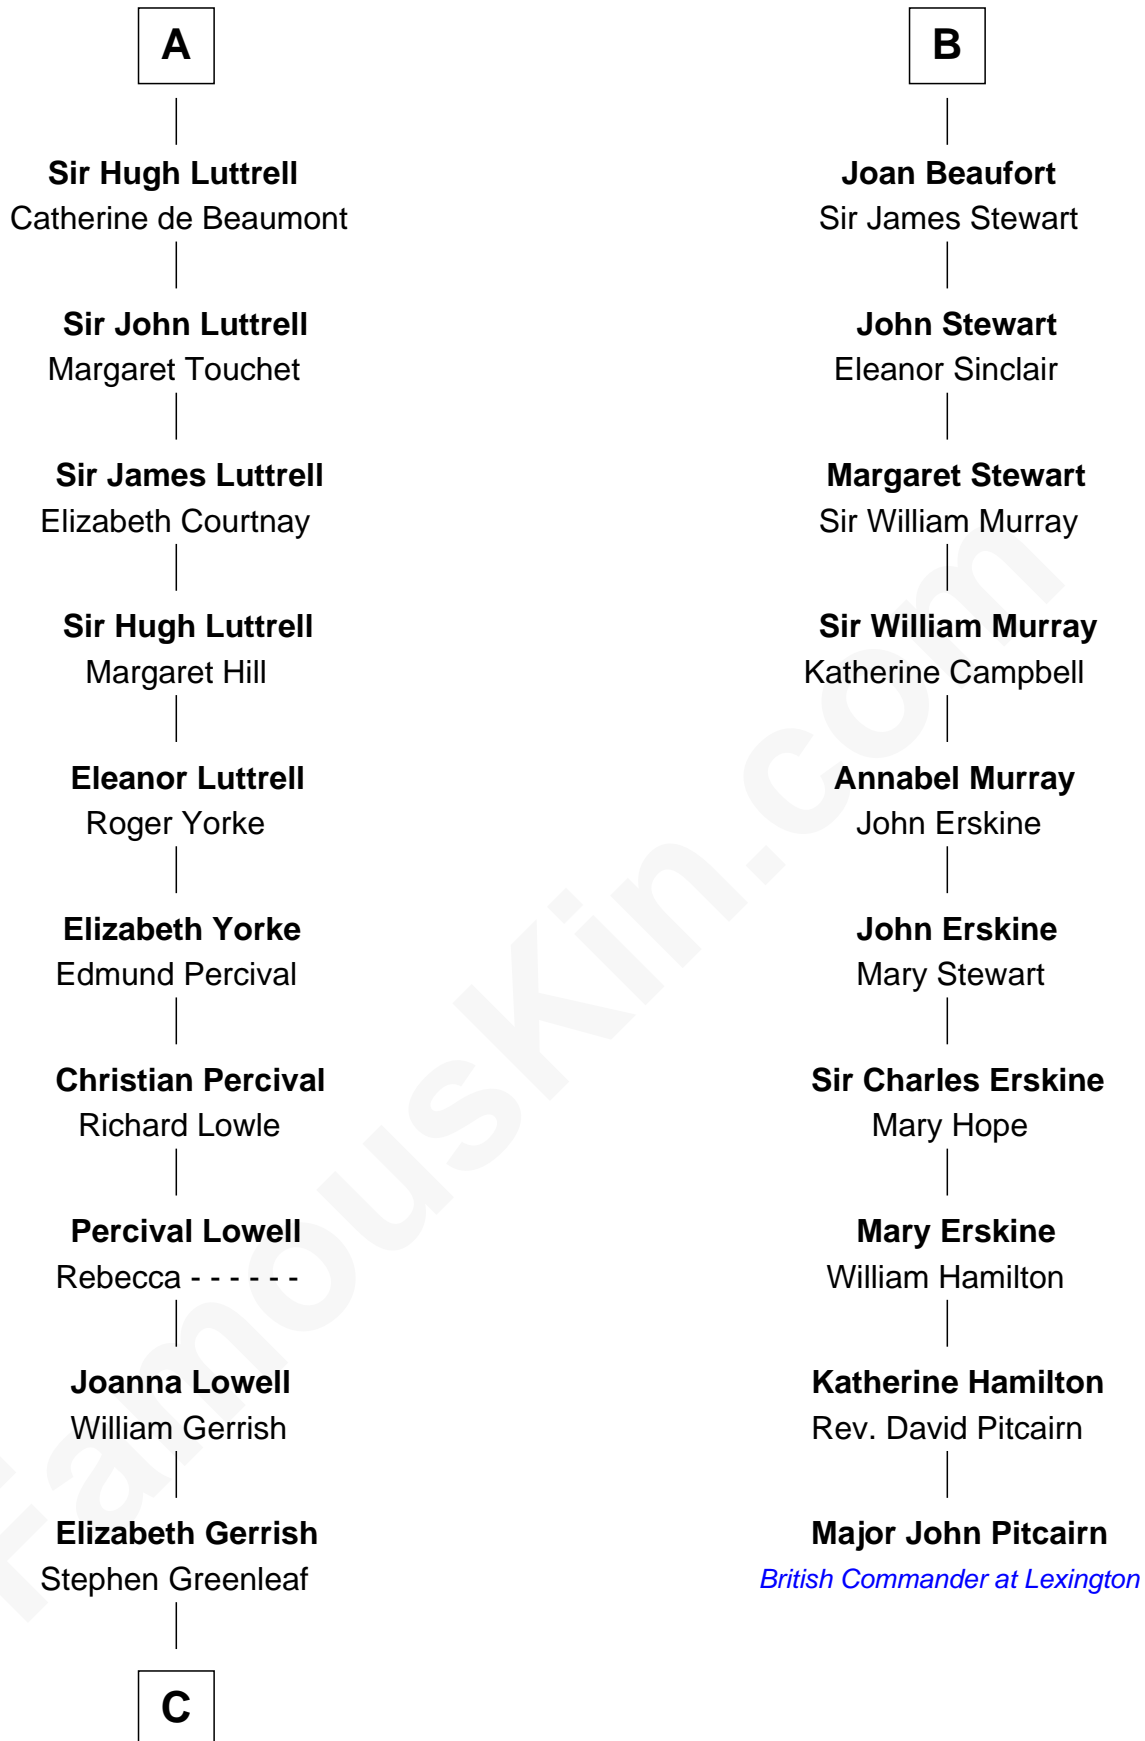 A
Sir Hugh Luttrell
Catherine de Beaumont
Sir John Luttrell
Margaret Touchet
Sir James Luttrell
Elizabeth Courtnay
Sir Hugh Luttrell
Margaret Hill
Eleanor Luttrell
Roger Yorke
Elizabeth Yorke
Edmund Percival
Christian Percival
Richard Lowle
Percival Lowell
Rebecca - - - - - -
Joanna Lowell
William Gerrish
Elizabeth Gerrish
Stephen Greenleaf
C
B
Joan Beaufort
Sir James Stewart
John Stewart
Eleanor Sinclair
Margaret Stewart
Sir William Murray
Sir William Murray
Katherine Campbell
Annabel Murray
John Erskine
John Erskine
Mary Stewart
Sir Charles Erskine
Mary Hope
Mary Erskine
William Hamilton
Katherine Hamilton
Rev. David Pitcairn
Major John Pitcairn
British Commander at Lexington
FamousKin.com